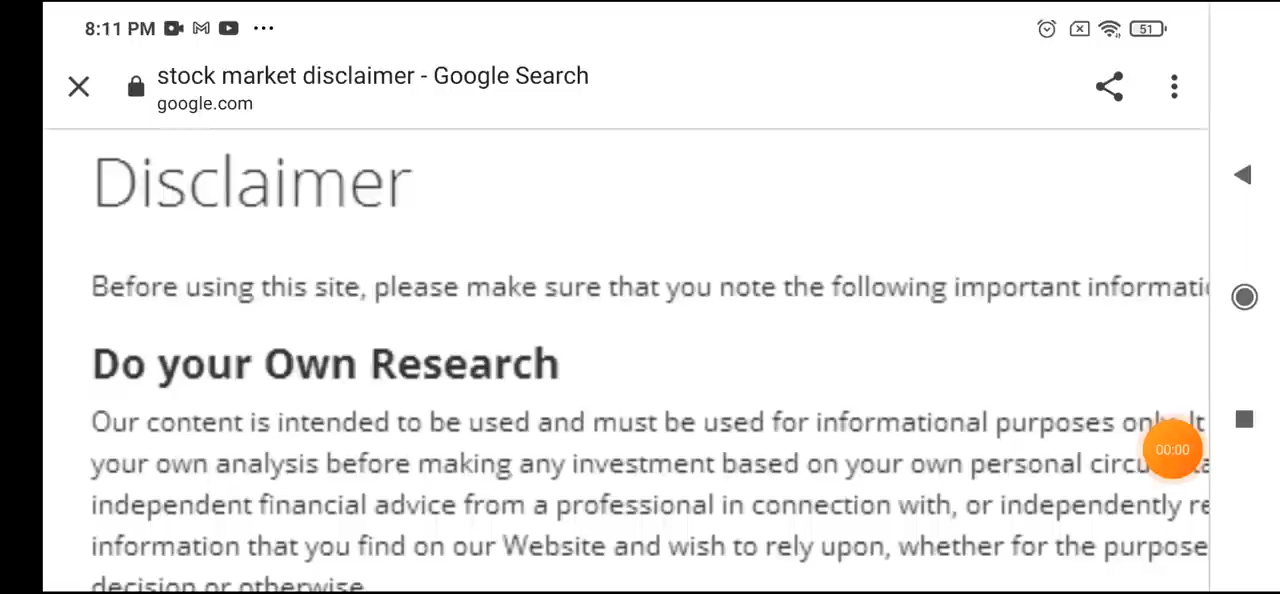 8:11 PM
51
stock market disclaimer - Google Search
google.com
Disclaimer
Before using this site, please make sure that you note the following important
Do your Own Research
Our content is intended to be used and must be used for informational purposes It
00:00
your own analysis before making any investment based on your own personal
independent financial advice from a professional in connection with, or independently
information that you find on our Website and wish to rely upon, whether for the purpose
decision or otherwise